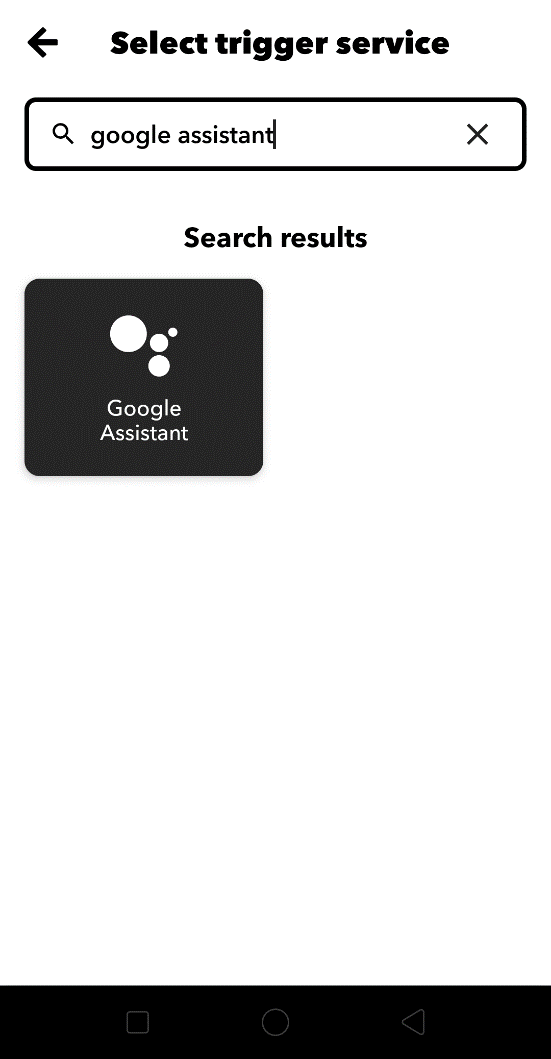 Select trigger service
google assistant
Search results
Google
Assistant